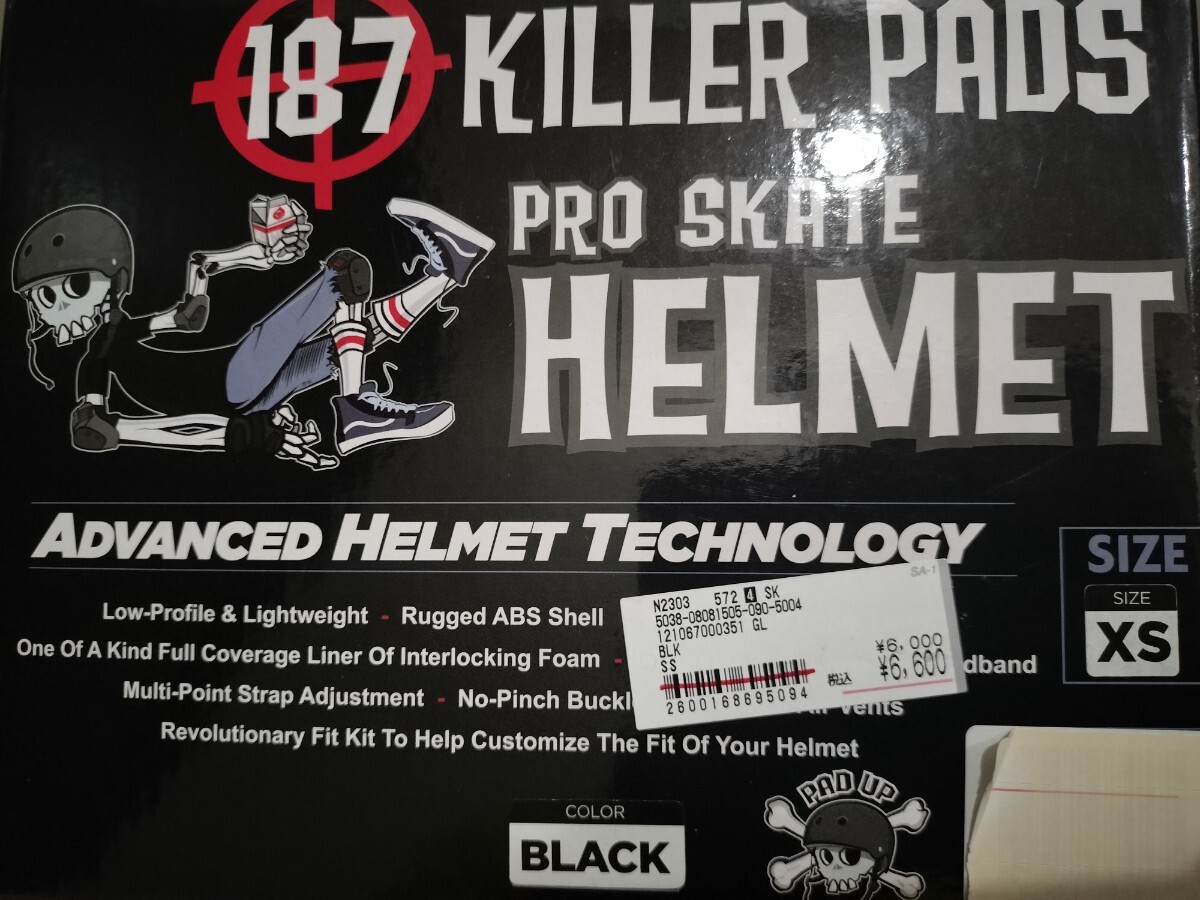 187 KILLER PADS
PRO SKATE
HELMET
ADVANCED HELMET TECHNOLOGY
SIZE
SIZE
XS
Low-Profile & Lightweight - Rugged ABS Shell
One Of A Kind Full Coverage Liner Of Interlocking Foam -
Multi-Point Strap Adjustment - No-Pinch
Vents
Revolutionary Fit Kit To Help Customize The Fit Of Your Helmet
SA-1
N2303 572 4 SK
5038-08081505-090-5004
121067000351 GL
BLK
SS
¥6,000
税込 ¥6,600
2600168695094
COLOR
BLACK
PAD UP